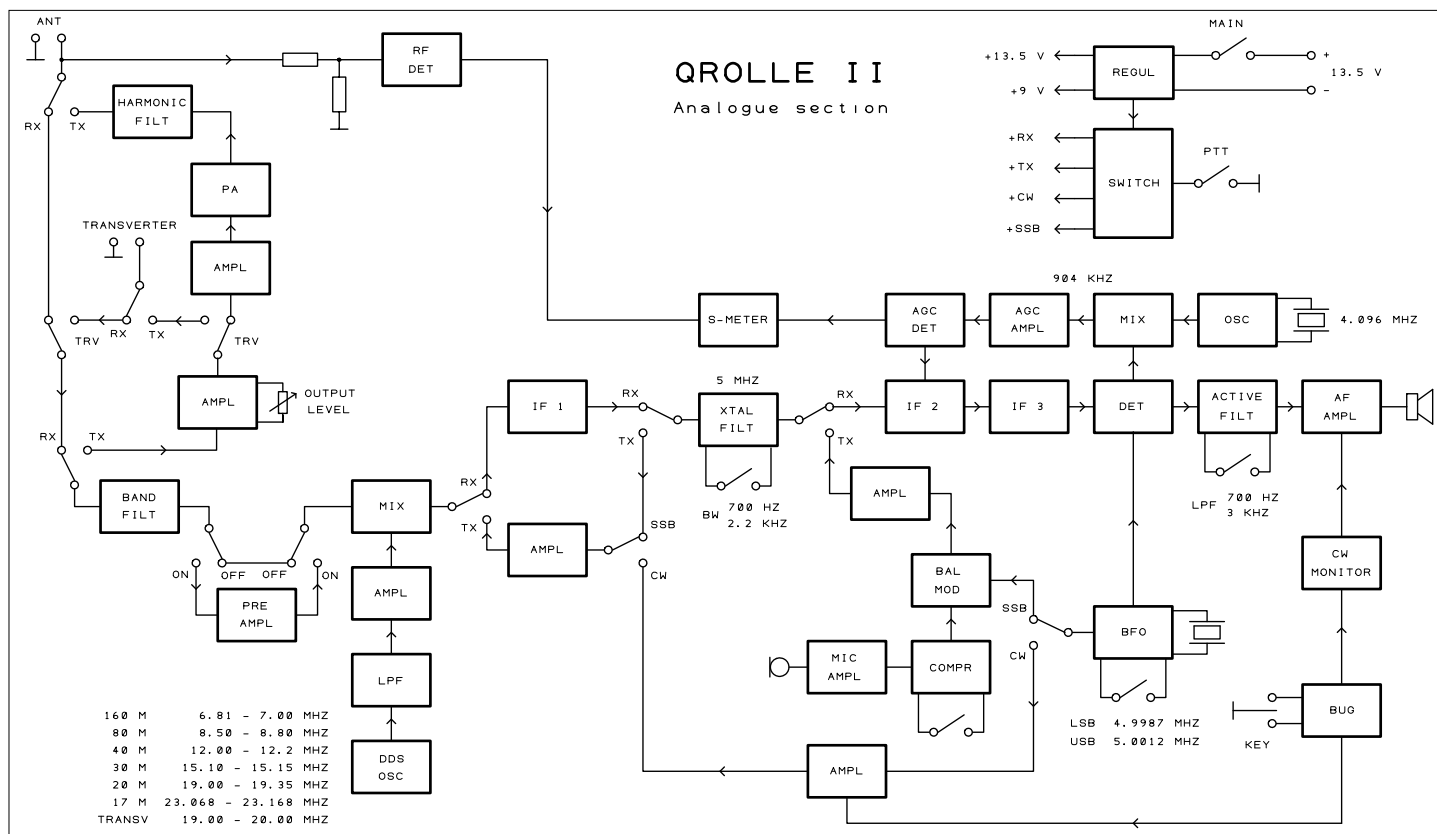 ANT
RF
DET
QROLLE II
Analogue section
MAIN
+13.5 V
REGUL
+
13.5 V
+9 V
-
HARMONIC
FILT
RX
TX
+RX
+TX
+CW
+SSB
SWITCH
PTT
PA
TRANSVERTER
AMPL
TRV
RX
TX
TRV
904 KHZ
S-METER
AGC
DET
AGC
AMPL
MIX
OSC
4.096 MHZ
AMPL
OUTPUT
LEVEL
IF 1
RX
5 MHZ
XTAL
FILT
RX
IF 2
IF 3
DET
ACTIVE
FILT
AF
AMPL
RX
TX
TX
TX
BAND
FILT
MIX
RX
TX
AMPL
SSB
CW
BW 700 HZ
2.2 KHZ
AMPL
LPF 700 HZ
3 KHZ
ON
OFF
OFF
ON
PRE
AMPL
AMPL
BAL
MOD
CW
MONITOR
SSB
CW
BFO
MIC
AMPL
COMPR
LPF
LSB 4.9987 MHZ
USB 5.0012 MHZ
KEY
BUG
DDS
OSC
AMPL
160 M 6.81 - 7.00 MHZ
80 M 8.50 - 8.80 MHZ
40 M 12.00 - 12.2 MHZ
30 M 15.10 - 15.15 MHZ
20 M 19.00 - 19.35 MHZ
17 M 23.068 - 23.168 MHZ
TRANSV 19.00 - 20.00 MHZ